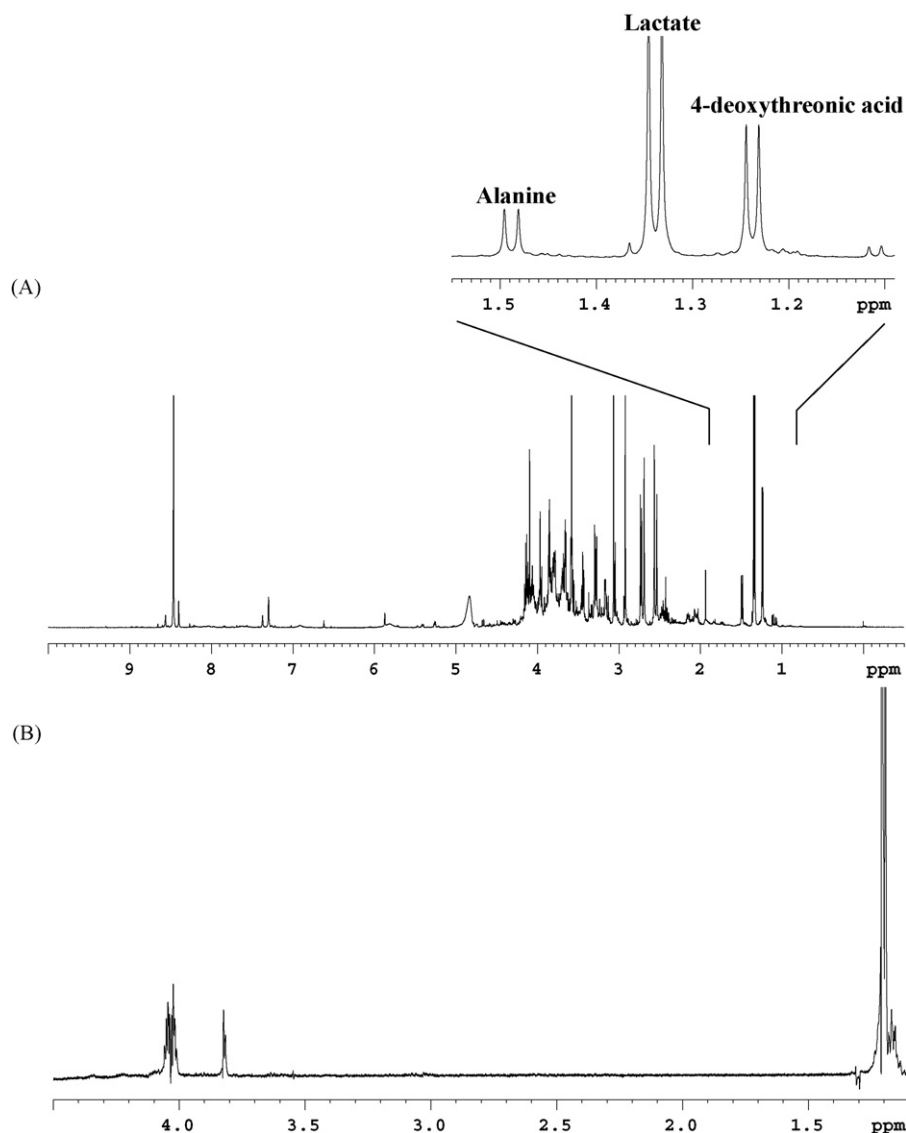 Lactate
4-deoxythreonic acid
Alanine
(A)
1.5 1.4 1.3 1.2 ppm
9 8 7 6 5 4 3 2 1 ppm
(B)
4.0 3.5 3.0 2.5 2.0 1.5 ppm